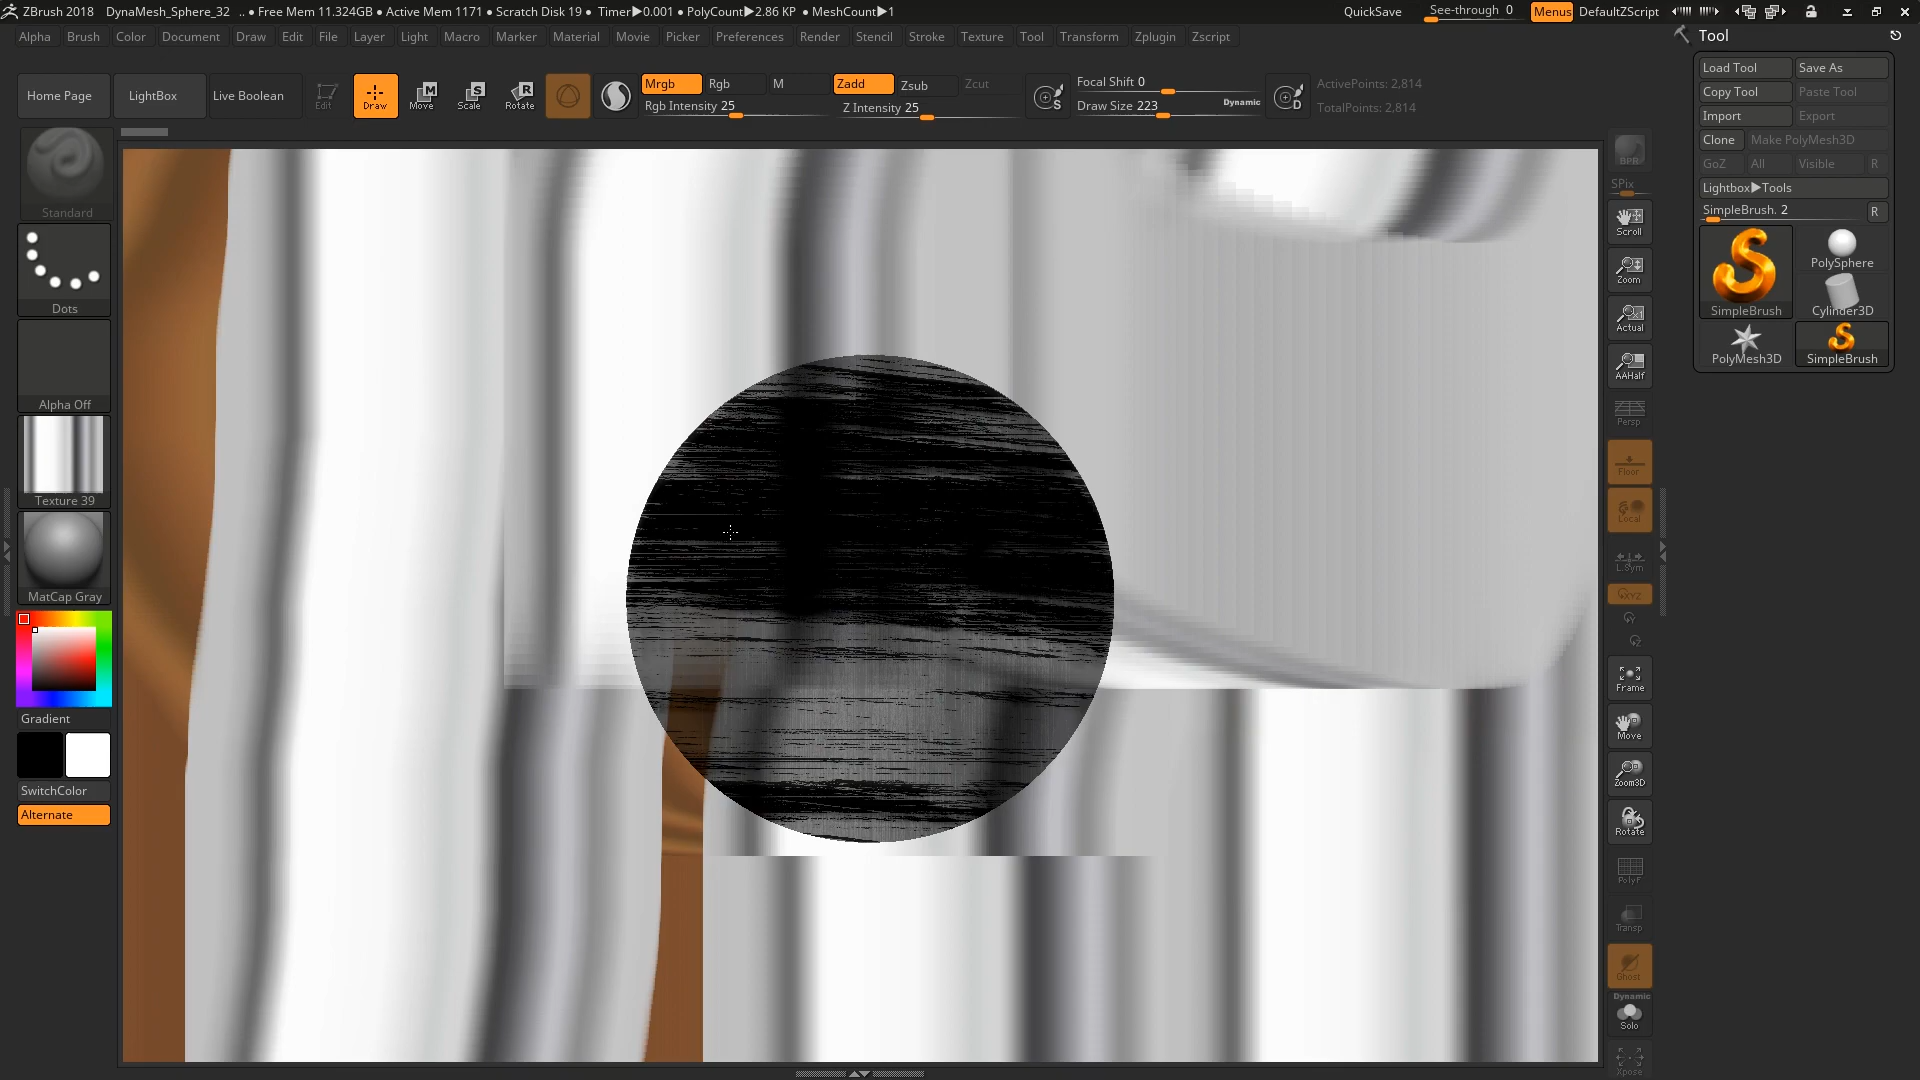 ZBrush 2018 DynaMesh_Sphere_32 .. • Free Mem 11.324GB • Active Mem 1171 • Scratch Disk 19 • Timer▶0.001 • PolyCount▶2.86 KP • MeshCount▶1 QuickSave See-through 0 Menus DefaultZScript
Alpha Brush Color Document Draw Edit File Layer Light Macro Marker Material Movie Picker Preferences Render Stencil Stroke Texture Tool Transform Zplugin Zscript
Home Page LightBox Live Boolean Edit Draw Move Scale Rotate
Mrgb Rgb M Zadd Zsub Zcut
Rgb Intensity 25 Z Intensity 25
Focal Shift 0
Draw Size 223 Dynamic
ActivePoints: 2,814
TotalPoints: 2,814
Standard
Dots
Alpha Off
Texture 39
MatCap Gray
Gradient
SwitchColor
Alternate
BPR
SPix
Scroll
Zoom
Actual
AAHalf
Persp
Floor
Local
L.Sym
XYZ
Frame
Move
Zoom3D
Rotate
PolyF
Transp
Ghost
Dynamic
Solo
Xpose
Tool
Load Tool Save As
Copy Tool Paste Tool
Import Export
Clone Make PolyMesh3D
GoZ All Visible R
Lightbox▶Tools
SimpleBrush. 2 R
SimpleBrush PolySphere
Cylinder3D
PolyMesh3D SimpleBrush